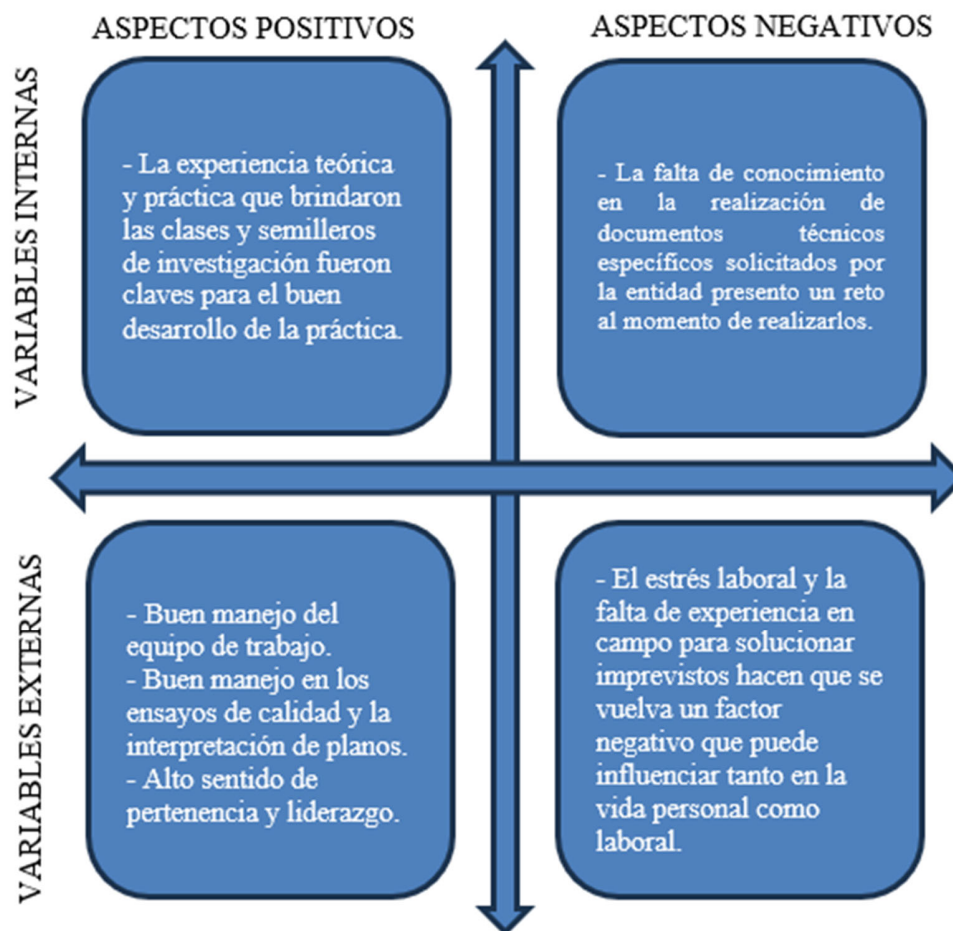 ASPECTOS POSITIVOS
ASPECTOS NEGATIVOS
VARIABLES INTERNAS
- La experiencia teórica
y práctica que brindaron
las clases y semilleros
de investigación fueron
claves para el buen
desarrollo de la práctica.
- La falta de conocimiento
en la realización de
documentos técnicos
específicos solicitados por
la entidad presento un reto
al momento de realizarlos.
VARIABLES EXTERNAS
- Buen manejo del
equipo de trabajo.
- Buen manejo en los
ensayos de calidad y la
interpretación de planos.
- Alto sentido de
pertenencia y liderazgo.
- El estrés laboral y la
falta de experiencia en
campo para solucionar
imprevistos hacen que se
vuelva un factor
negativo que puede
influenciar tanto en la
vida personal como
laboral.